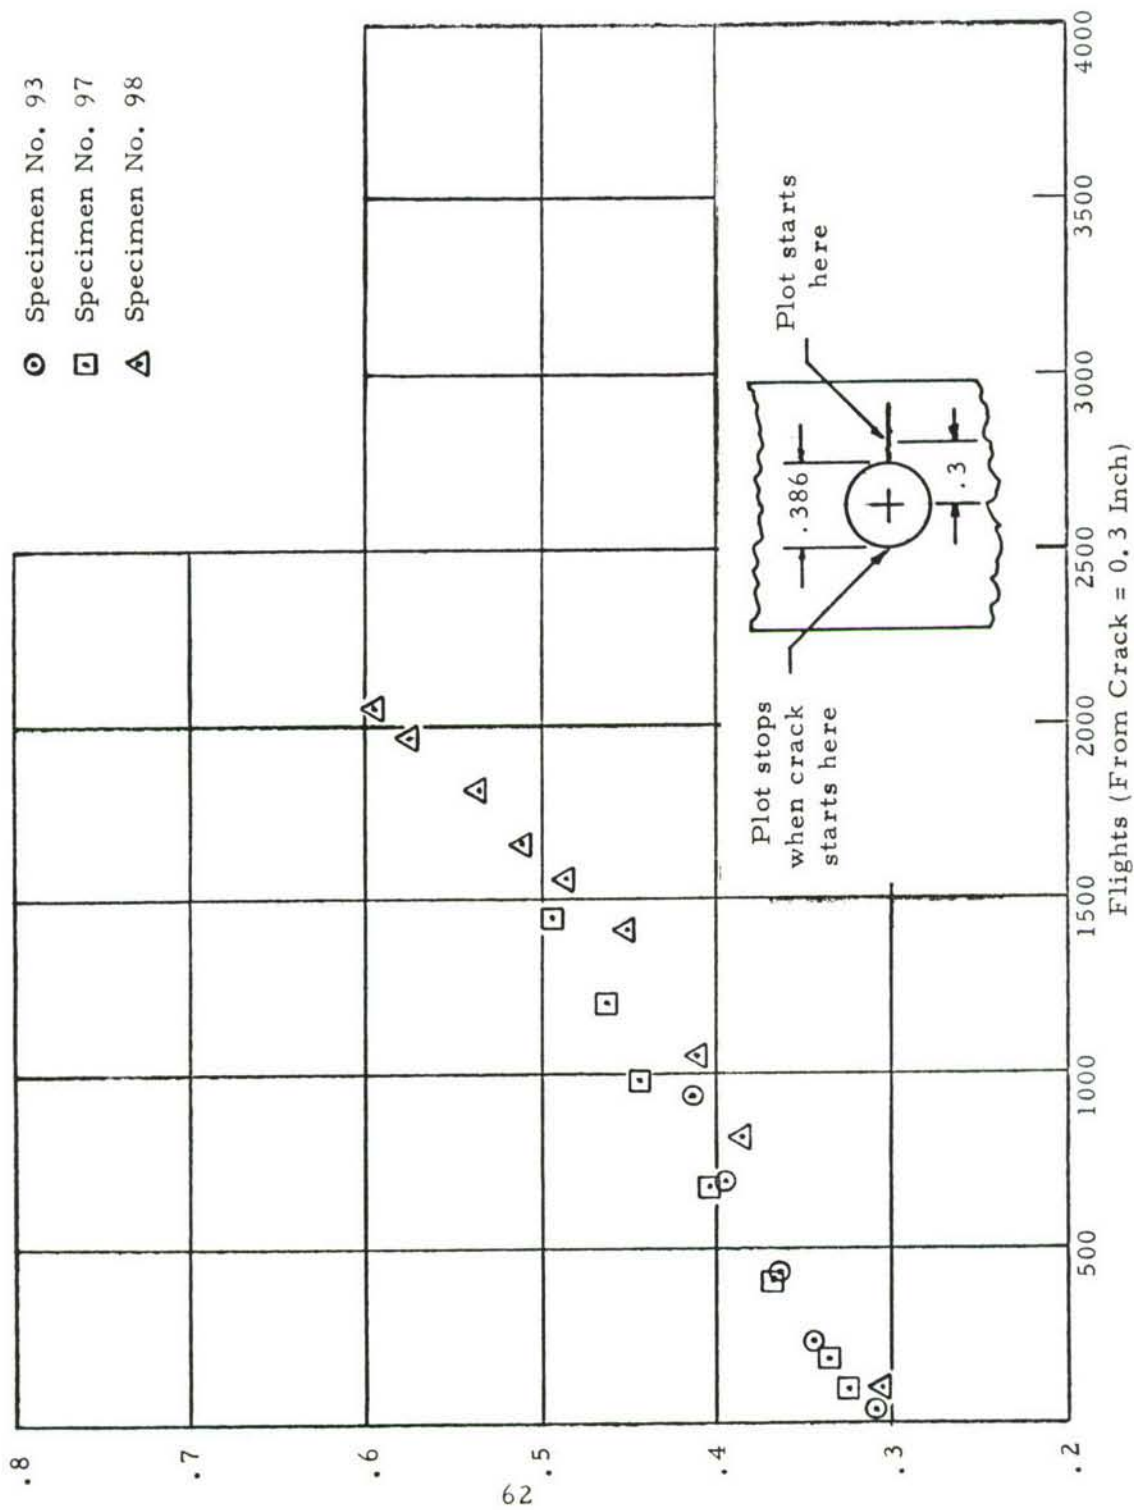 Specimen No. 93
Specimen No. 97
Specimen No. 98
.8
.7
.6
.5
.4
.3
.2
62
Plot stops
when crack
starts here
.386
.3
Plot starts
here
500
1000
1500
2000
2500
3000
3500
4000
Flights (From Crack = 0.3 Inch)